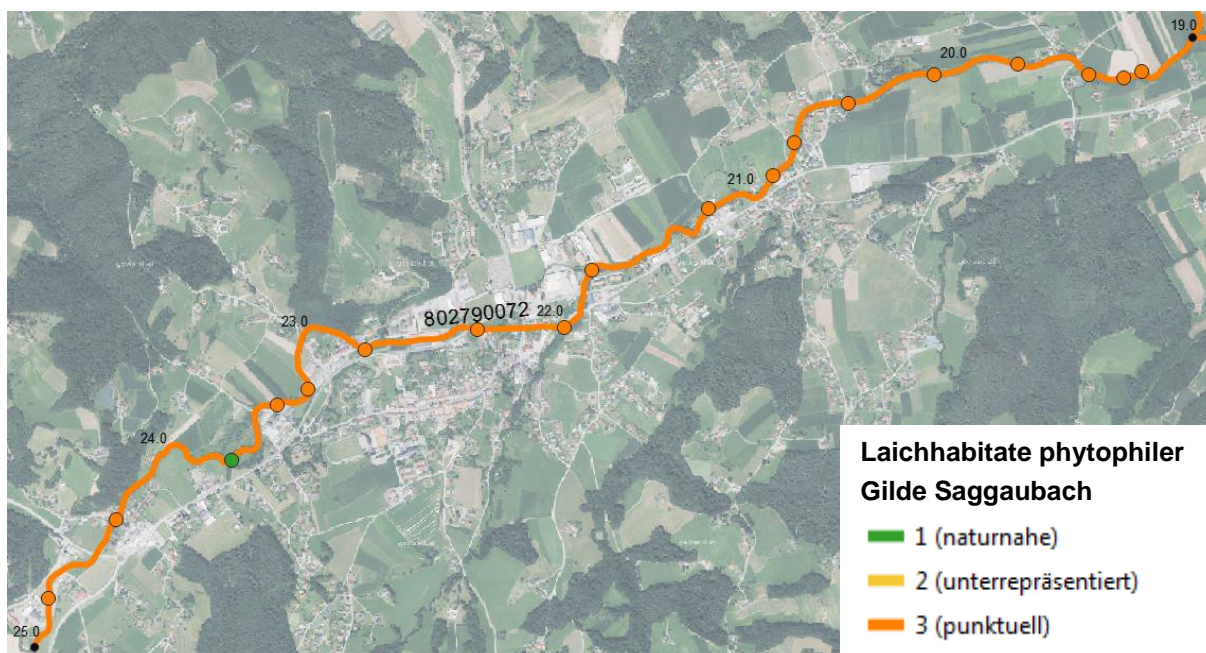 19.0
20.0
21.0
802790072
22.0
23.0
24.0
25.0
Laichhabitate phytophiler
Gilde Saggaubach
1 (naturnahe)
2 (unterrepräsentiert)
3 (punktuell)